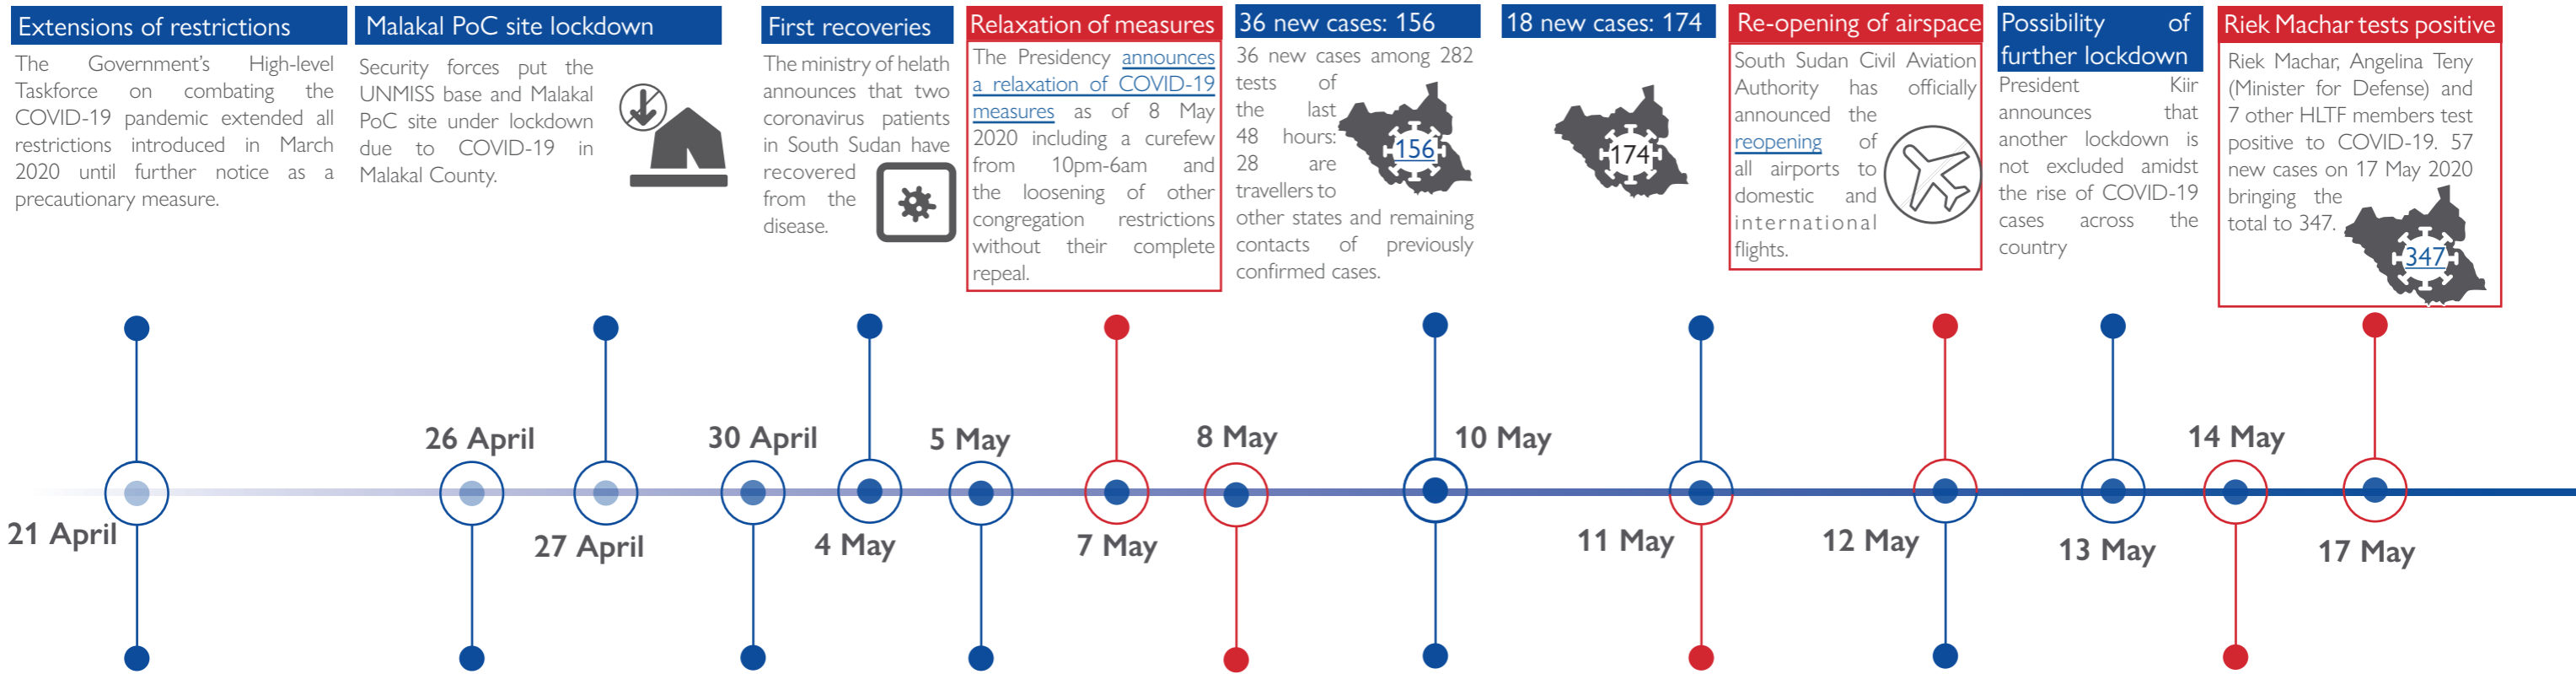 Extensions of restrictions
The Government's High-level
Taskforce on combating the
COVID-19 pandemic extended all
restrictions introduced in March
2020 until further notice as a
precautionary measure.
Malakal PoC site lockdown
Security forces put the
UNMISS base and Malakal
PoC site under lockdown
due to COVID-19 in
Malakal County.
First recoveries
The ministry of helath
announces that two
coronavirus patients
in South Sudan have
recovered
from the
disease.
Relaxation of measures
The Presidency announces
a relaxation of COVID-19
measures as of 8 May
2020 including a curefew
from 10pm-6am and
the loosening of other
congregation restrictions
without their complete
repeal.
36 new cases: 156
36 new cases among 282
tests of
the last
48 hours:
28 are
travellers to
other states and remaining
contacts of previously
confirmed cases.
156
18 new cases: 174
174
Re-opening of airspace
South Sudan Civil Aviation
Authority has officially
announced the
reopening of
all airports to
domestic and
international
flights.
Possibility of
further lockdown
President Kiir
announces that
another lockdown is
not excluded amidst
the rise of COVID-19
cases across the
country
Riek Machar tests positive
Riek Machar, Angelina Teny
(Minister for Defense) and
7 other HLTF members test
positive to COVID-19. 57
new cases on 17 May 2020
bringing the
total to 347.
347
21 April
26 April
27 April
30 April
4 May
5 May
7 May
8 May
10 May
11 May
12 May
13 May
14 May
17 May